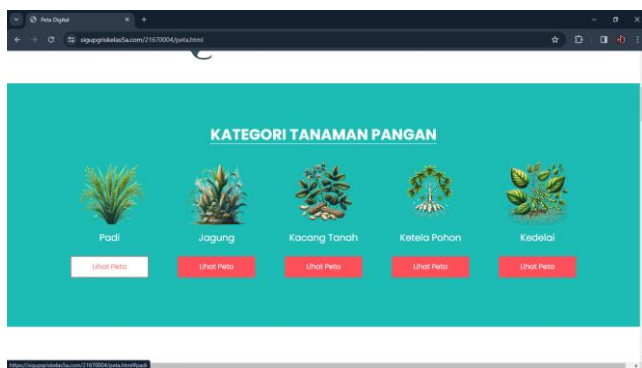 Peta Digital
sigupgriskelas5a.com/21670004/peta.html
KATEGORI TANAMAN PANGAN
Padi
Jagung
Kacang Tanah
Ketela Pohon
Kedelai
Lihat Peta
Lihat Peta
Lihat Peta
Lihat Peta
Lihat Peta
https://sigupgriskelas5a.com/21670004/peta.html#padi